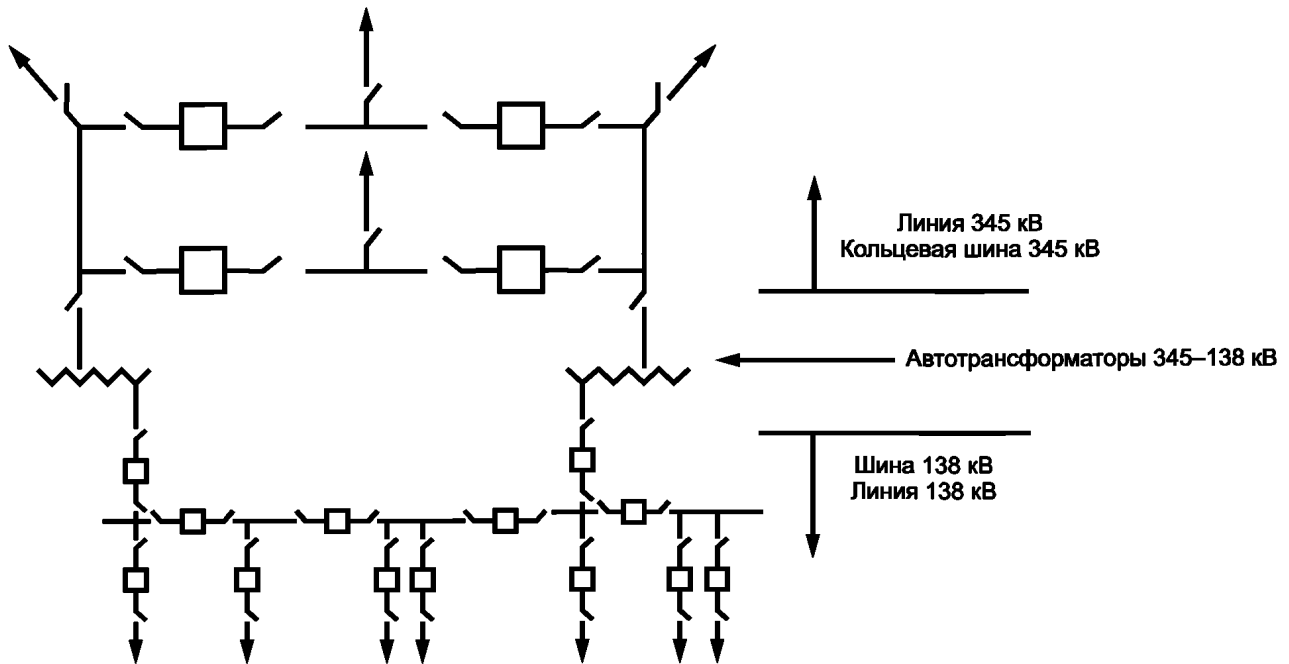 Линия 345 кВ
Кольцевая шина 345 кВ
Автотрансформаторы 345–138 кВ
Шина 138 кВ
Линия 138 кВ